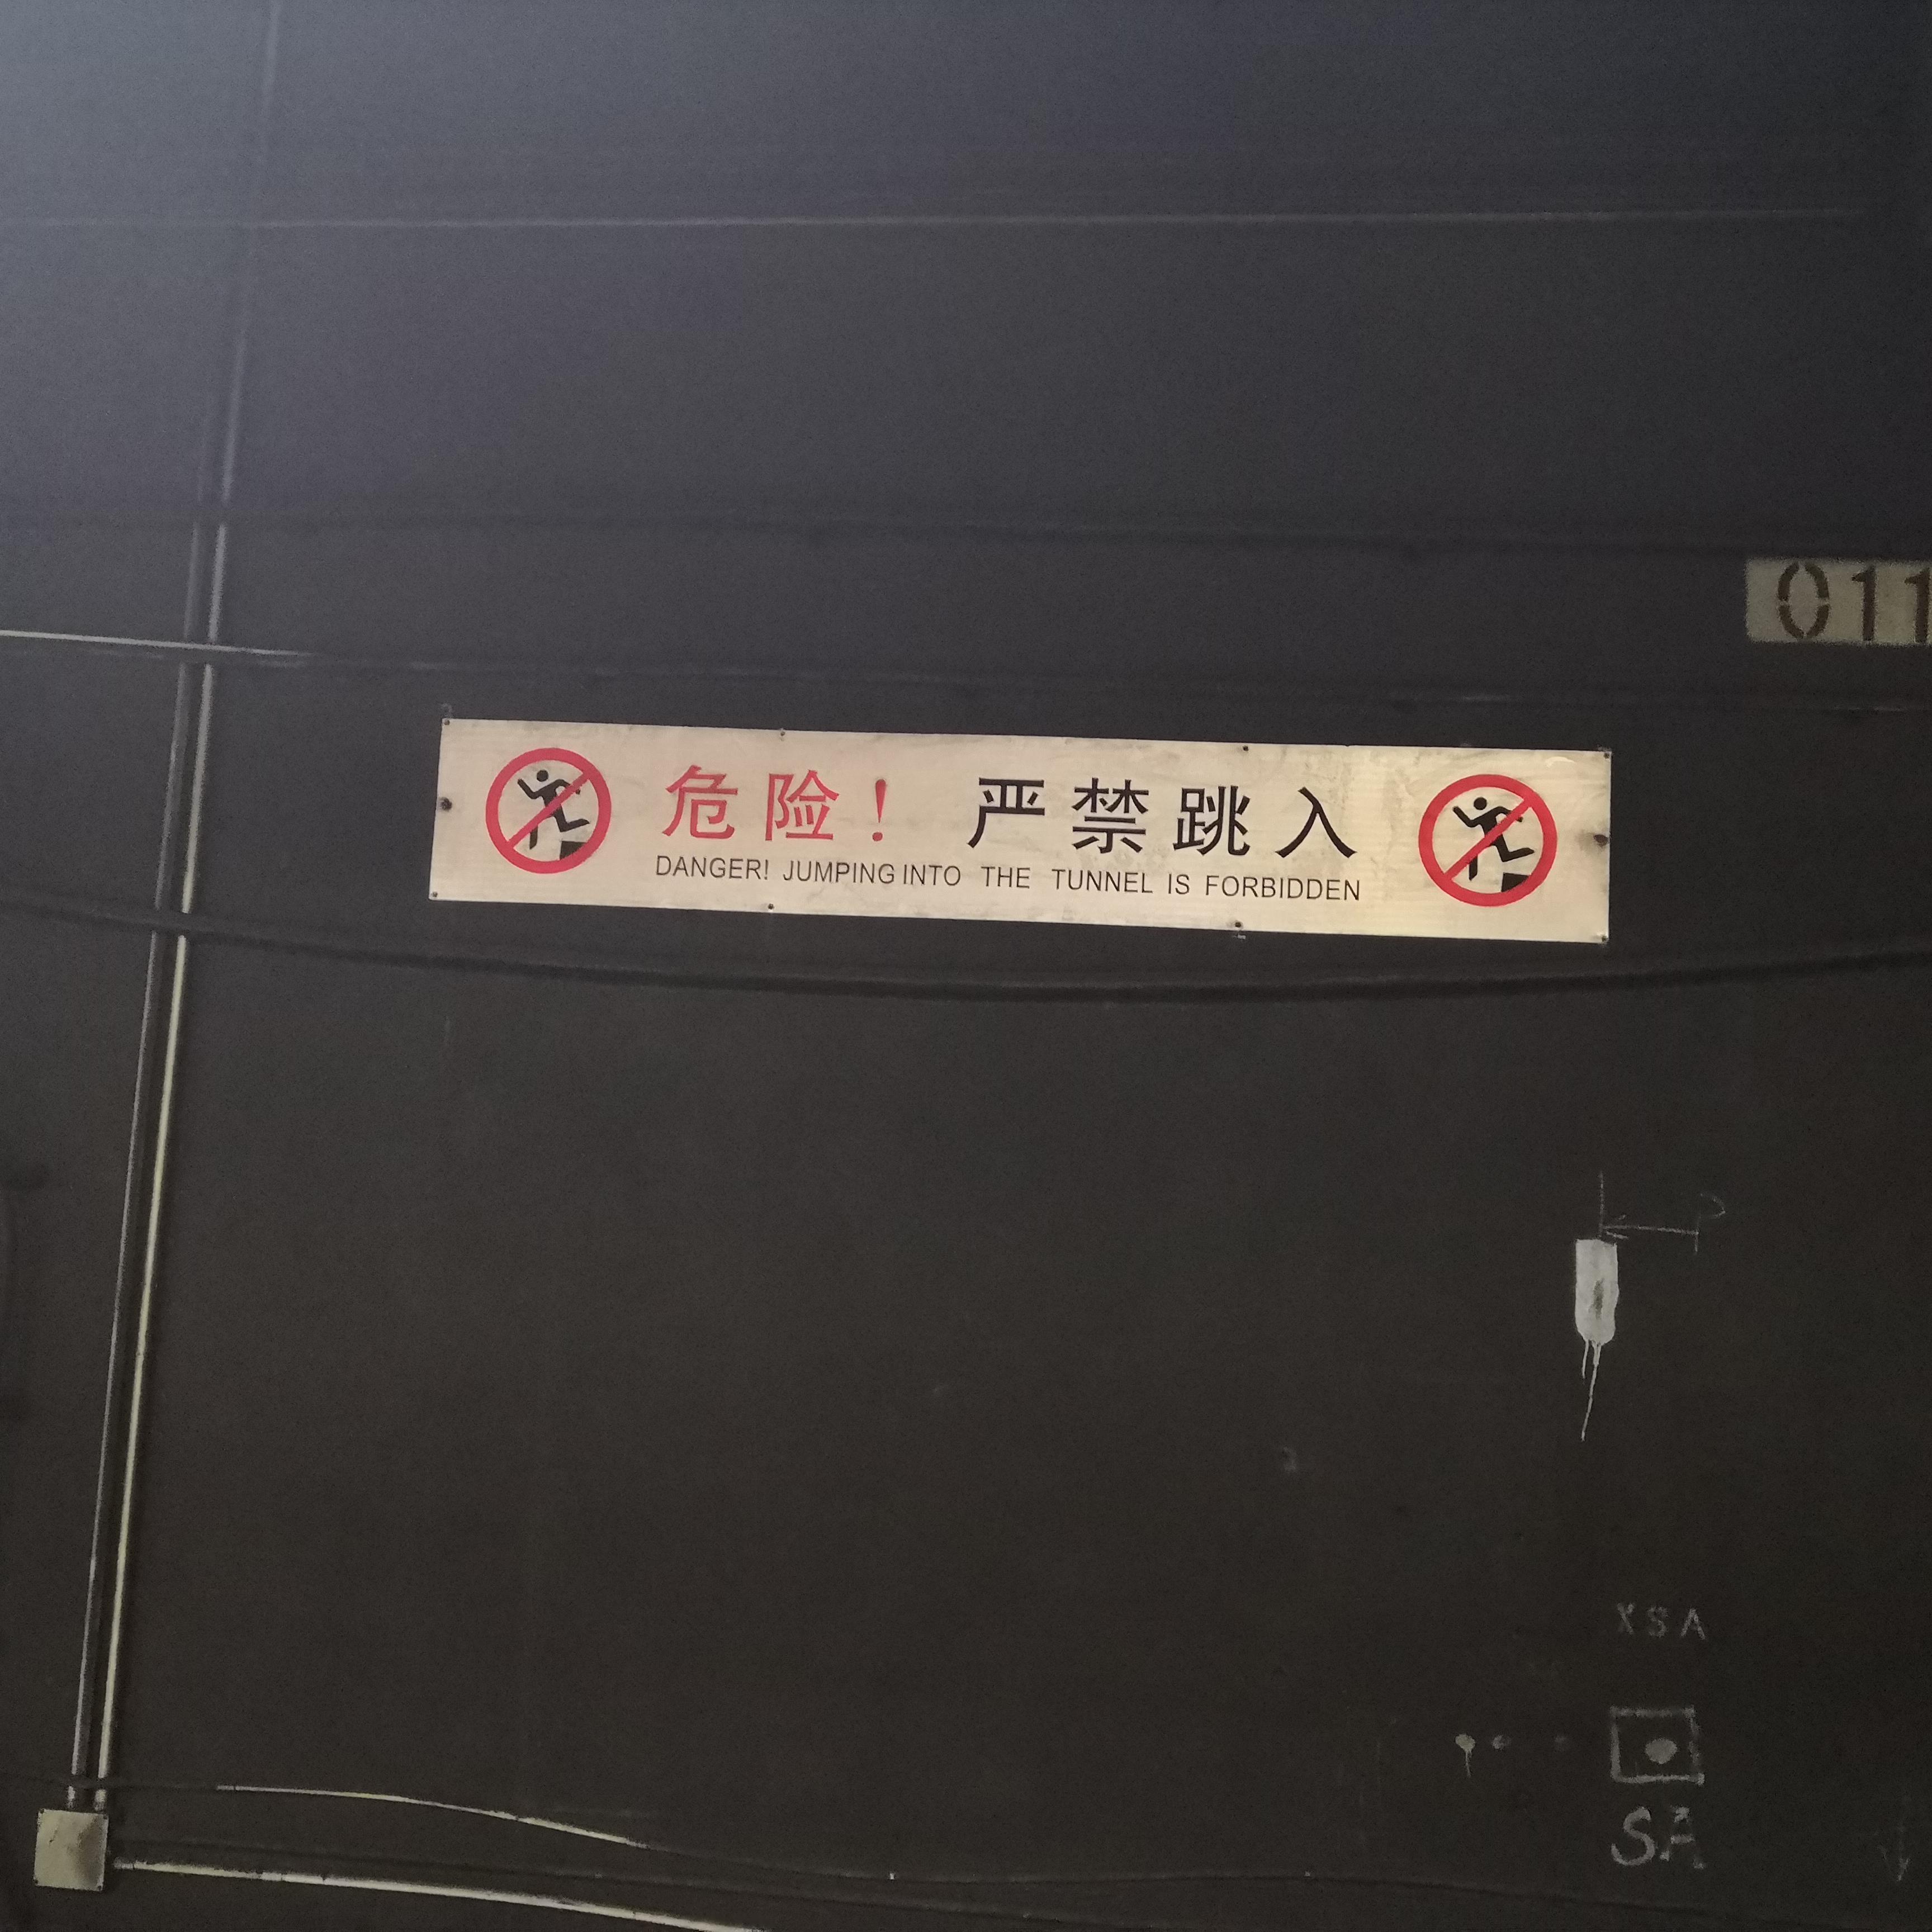 011
危险！ 严禁跳入
DANGER! JUMPING INTO THE TUNNEL IS FORBIDDEN
XSA
SA